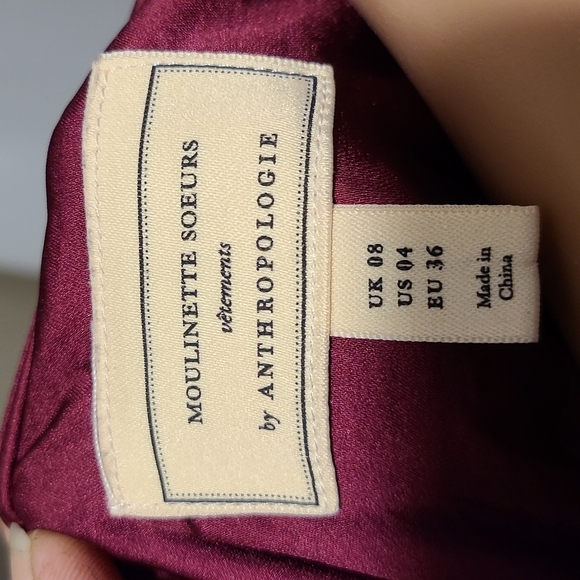 MOULINETTE SOEURS
vêtements
by ANTHROPOLOGIE
UK 08
US 04
EU 36
Made in
China